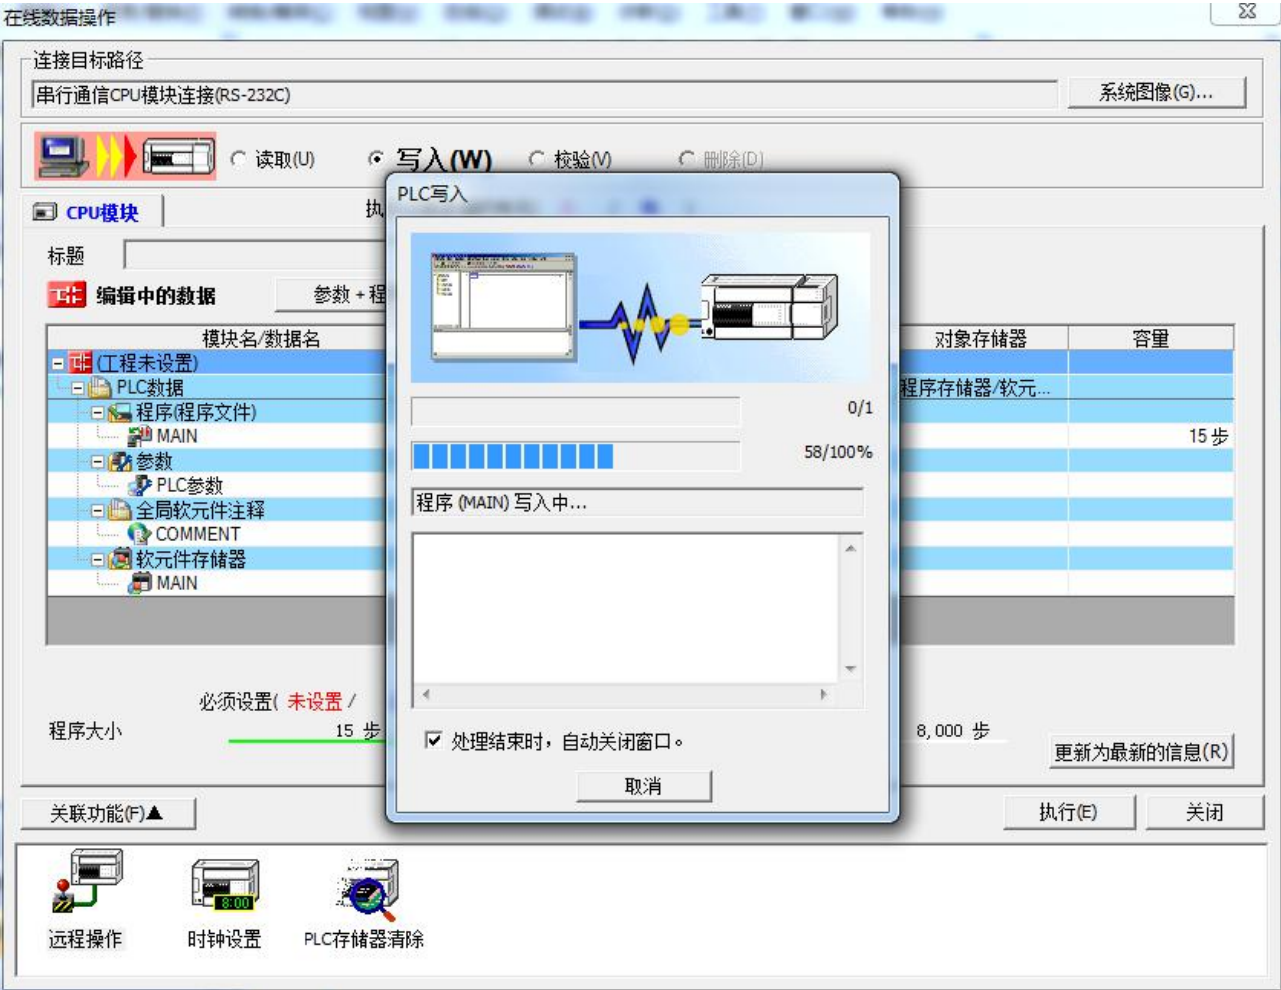 在线数据操作
连接目标路径
串行通信CPU模块连接(RS-232C)
系统图像(G)...
读取(U) 写入(W) 校验(V) 删除(D)
PLC写入
CPU模块
执
标题
编辑中的数据
参数+程
模块名/数据名
对象存储器 容量
(工程未设置)
PLC数据
程序存储器/软元...
程序(程序文件)
MAIN
15 步
参数
PLC参数
全局软元件注释
COMMENT
软元件存储器
MAIN
0/1
58/100%
程序 (MAIN) 写入中...
必须设置( 未设置 /
程序大小
15 步
8,000 步
处理结束时，自动关闭窗口。
更新为最新的信息(R)
取消
关联功能(F)▲
执行(E)
关闭
8:00
远程操作
时钟设置
PLC存储器清除